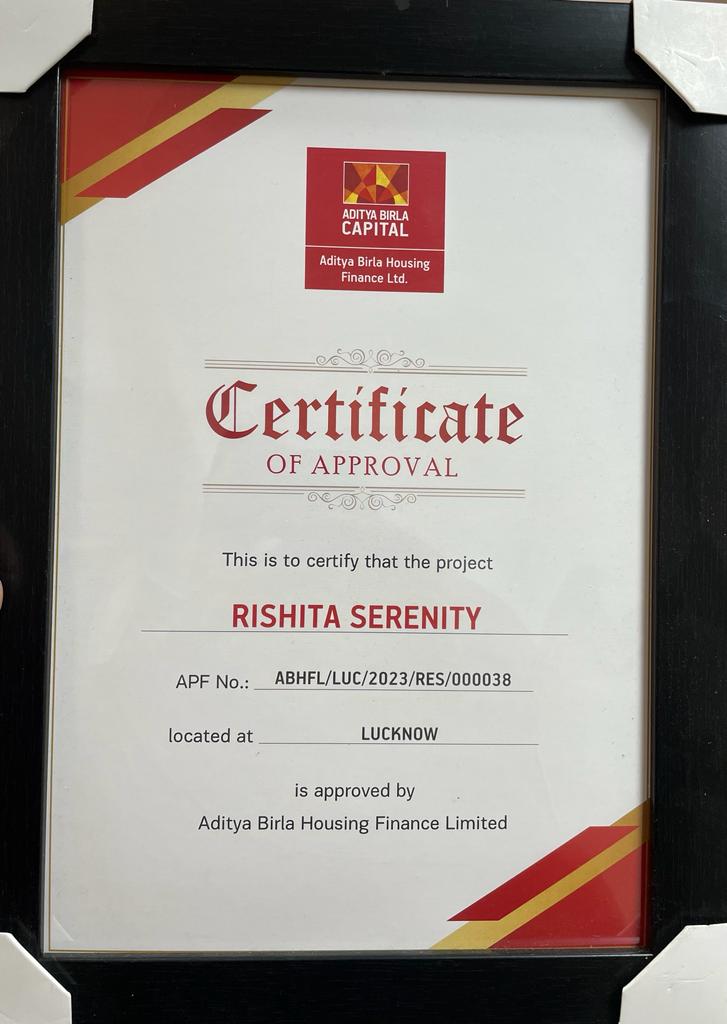 ADITYA BIRLA
CAPITAL
Aditya Birla Housing
Finance Ltd.
Certificate
OF APPROVAL
This is to certify that the project
RISHITA SERENITY
APF No.: ABHFL/LUC/2023/RES/000038
located at LUCKNOW
is approved by
Aditya Birla Housing Finance Limited